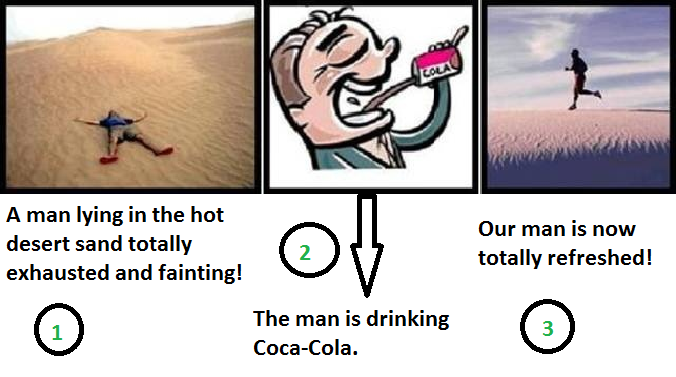 COLA
A man lying in the hot
desert sand totally
exhausted and fainting!
1
2
The man is drinking
Coca-Cola.
Our man is now
totally refreshed!
3